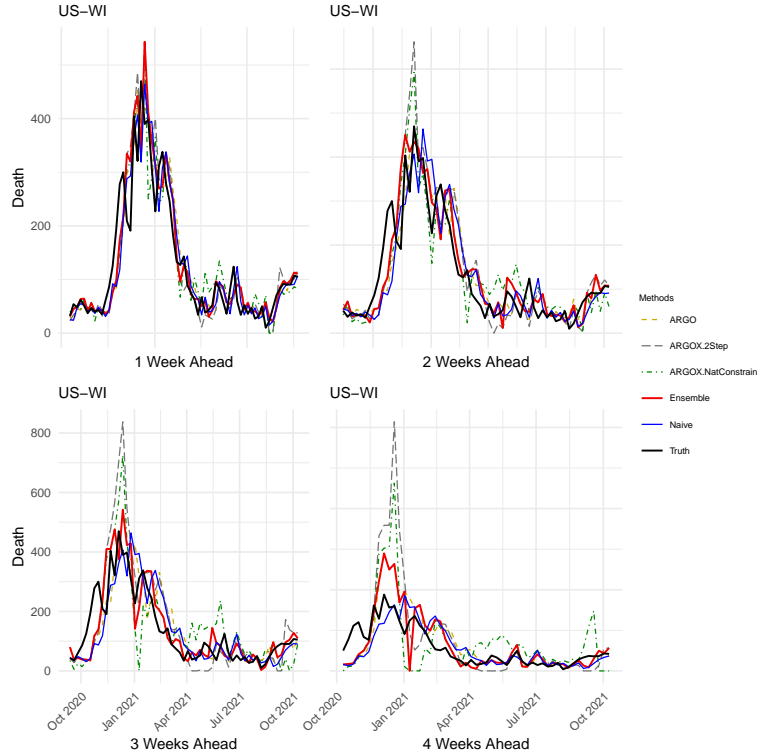 US−WI
US−WI
Death
400
200
0
1 Week Ahead
2 Weeks Ahead
Methods
ARGO
ARGOX.2Step
ARGOX.NatConstrain
Ensemble
Naive
Truth
US−WI
US−WI
Death
800
600
400
200
0
Oct 2020
Jan 2021
Apr 2021
Jul 2021
Oct 2021
Oct 2020
Jan 2021
Apr 2021
Jul 2021
Oct 2021
3 Weeks Ahead
4 Weeks Ahead